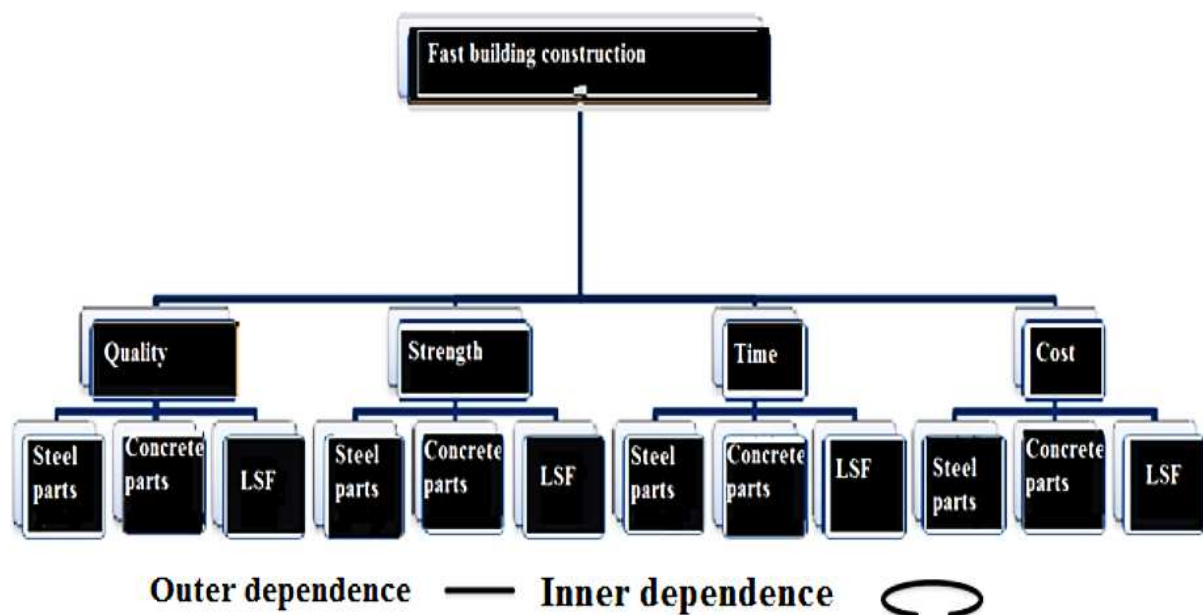 Fast building construction
Quality
Strength
Time
Cost
Steel
parts
Concrete
parts
LSF
Steel
parts
Concrete
parts
LSF
Steel
parts
Concrete
parts
LSF
Steel
parts
Concrete
parts
LSF
Outer dependence
Inner dependence